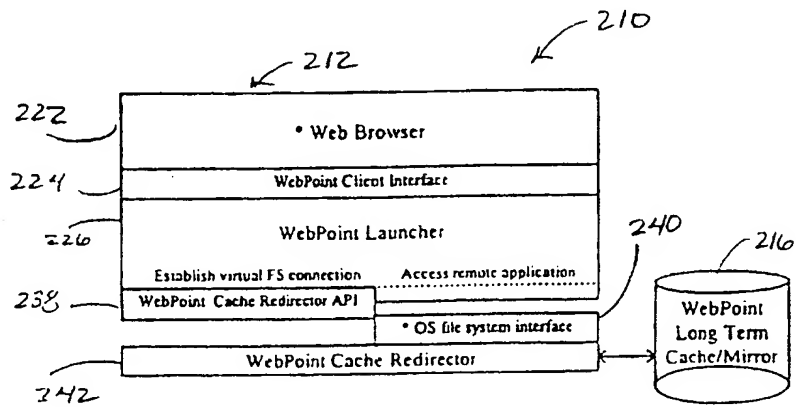 210
212
222
• Web Browser
224
WebPoint Client Interface
226
WebPoint Launcher
240
216
Establish virtual FS connection
Access remote application
238
WebPoint Cache Redirector API
• OS file system interface
WebPoint
Long Term
Cache/Mirror
WebPoint Cache Redirector
342